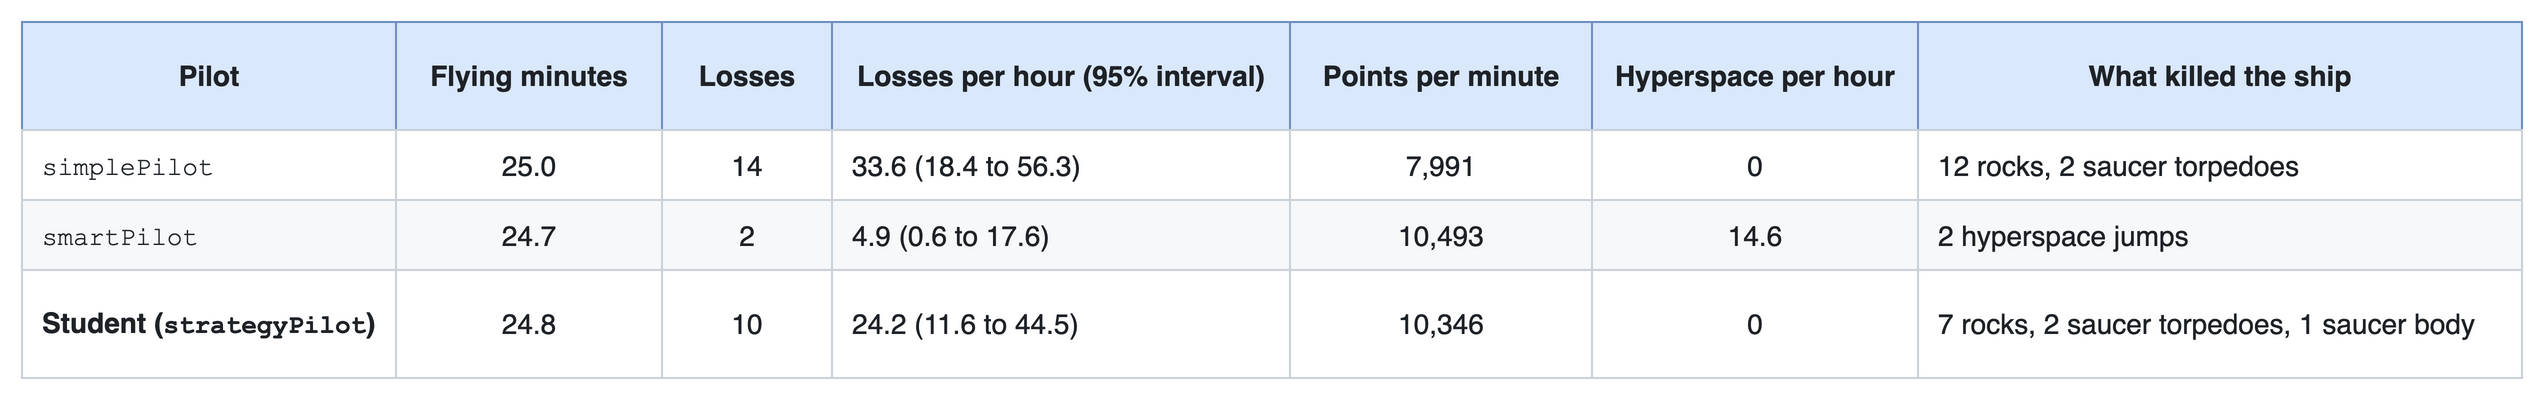 Pilot Flying minutes Losses Losses per hour (95% interval) Points per minute Hyperspace per hour What killed the ship
simplePilot 25.0 14 33.6 (18.4 to 56.3) 7,991 0 12 rocks, 2 saucer torpedoes
smartPilot 24.7 2 4.9 (0.6 to 17.6) 10,493 14.6 2 hyperspace jumps
Student (strategyPilot) 24.8 10 24.2 (11.6 to 44.5) 10,346 0 7 rocks, 2 saucer torpedoes, 1 saucer body